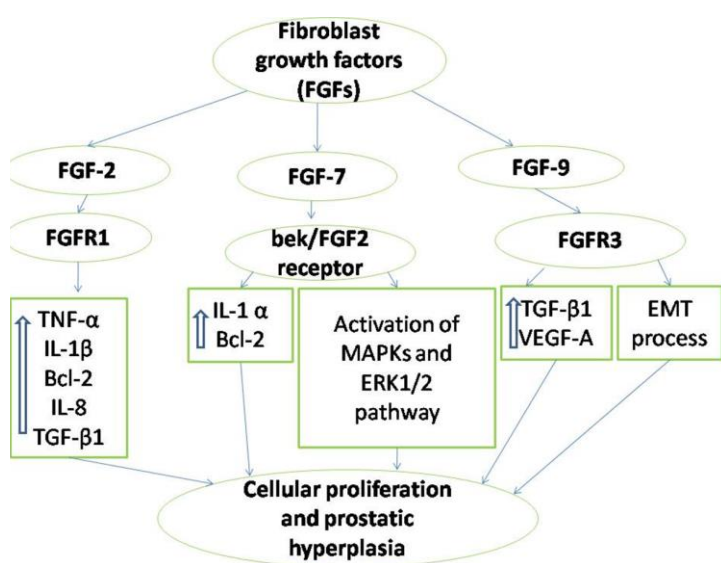 Fibroblast
growth factors
(FGFs)
FGF-2
FGF-7
FGF-9
FGFR1
bek/FGF2
receptor
FGFR3
TNF-α
IL-1β
Bcl-2
IL-8
TGF-β1
IL-1 α
Bcl-2
Activation of
MAPKs and
ERK1/2
pathway
TGF-β1
VEGF-A
EMT
process
Cellular proliferation
and prostatic
hyperplasia